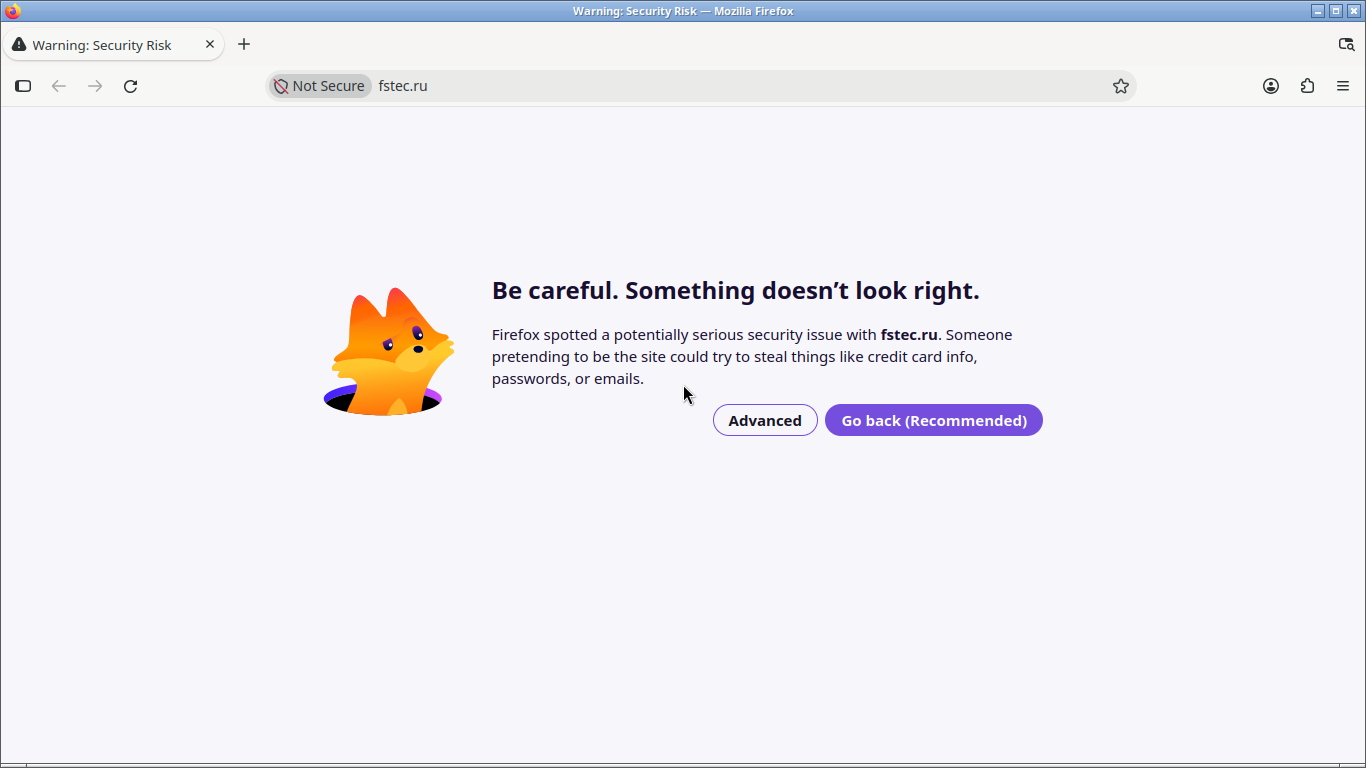 Warning: Security Risk — Mozilla Firefox
Warning: Security Risk
Not Secure
fstec.ru
Be careful. Something doesn’t look right.
Firefox spotted a potentially serious security issue with fstec.ru. Someone
pretending to be the site could try to steal things like credit card info,
passwords, or emails.
Advanced
Go back (Recommended)